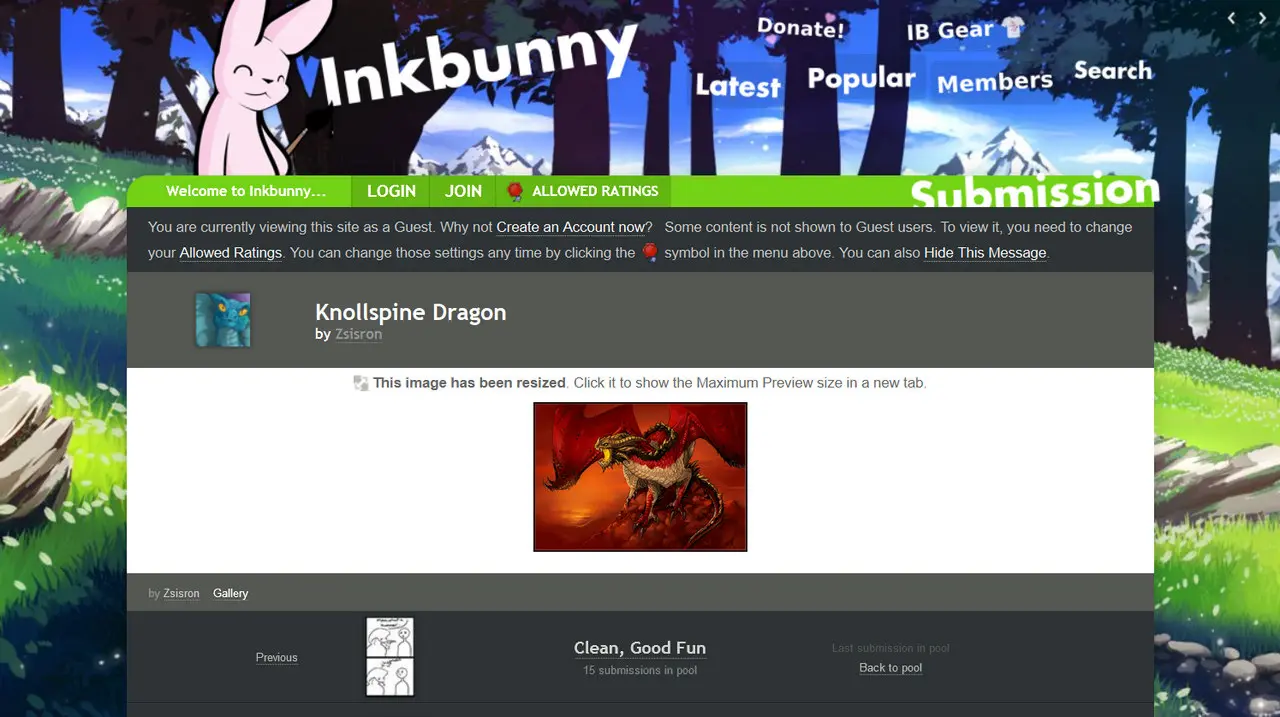 Inkbunny
Donate!
IB Gear
Latest
Popular
Members
Search
Welcome to Inkbunny...
LOGIN
JOIN
ALLOWED RATINGS
Submission
You are currently viewing this site as a Guest. Why not Create an Account now?   Some content is not shown to Guest users. To view it, you need to change
your Allowed Ratings. You can change those settings any time by clicking the symbol in the menu above. You can also Hide This Message.
Knollspine Dragon
by Zsisron
This image has been resized. Click it to show the Maximum Preview size in a new tab.
by Zsisron
Gallery
Previous
Clean, Good Fun
15 submissions in pool
Last submission in pool
Back to pool